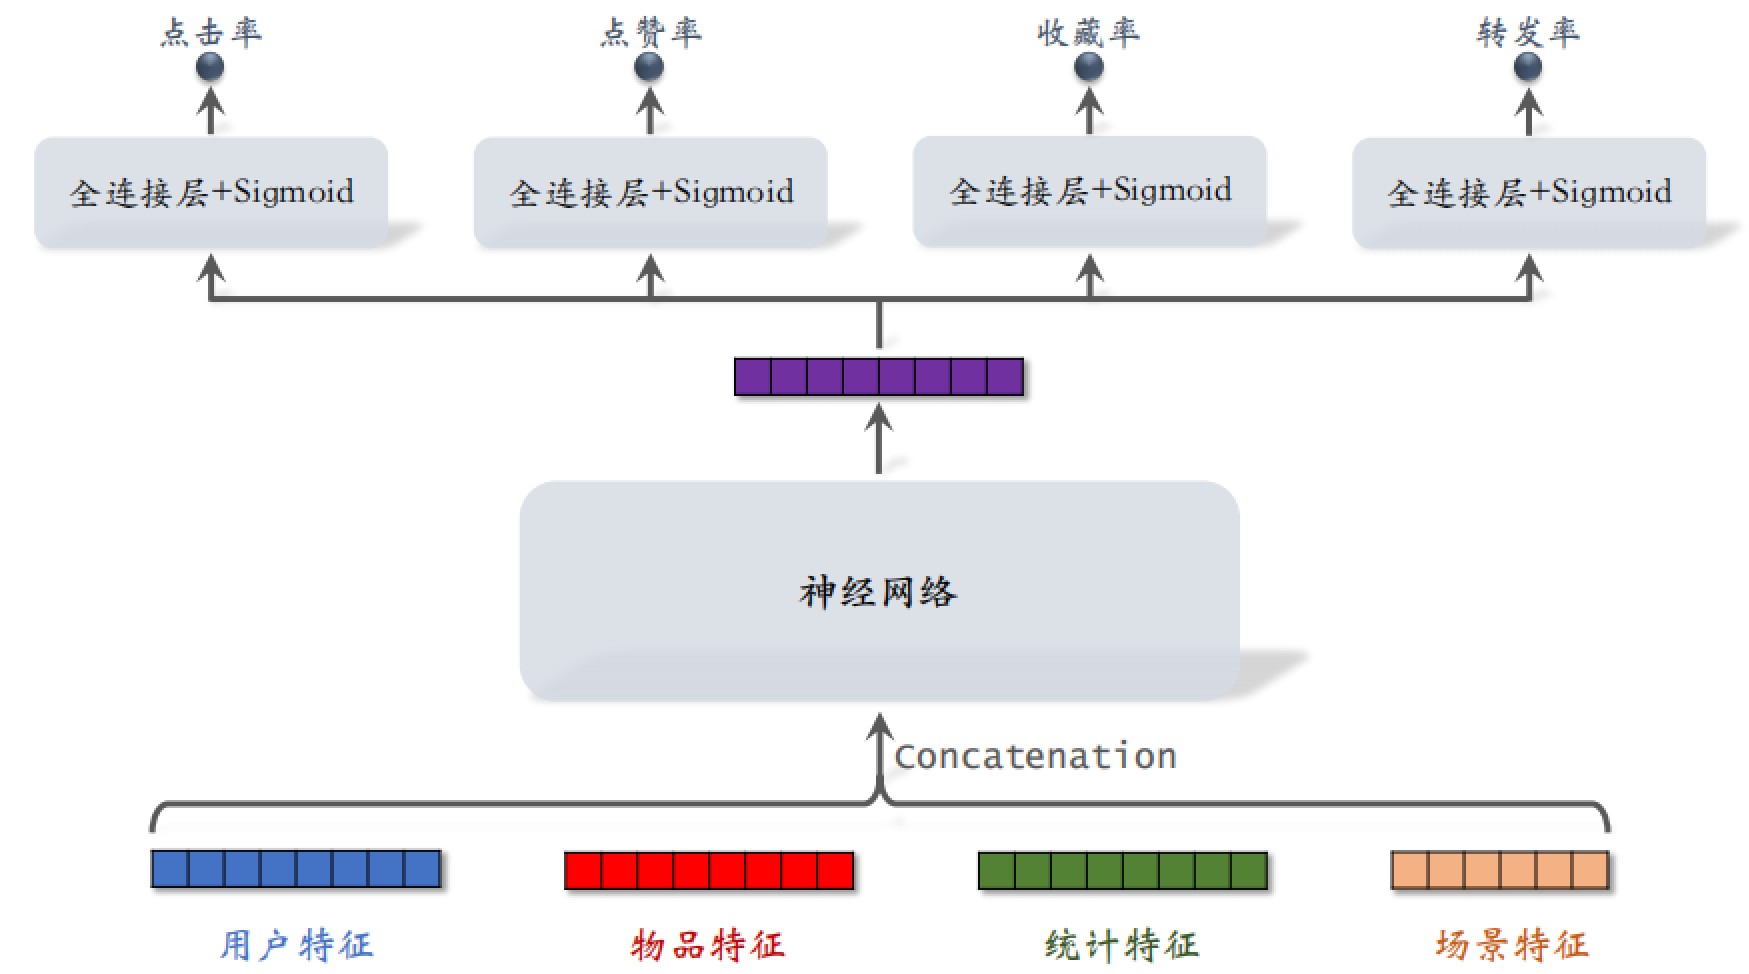 点击率
点赞率
收藏率
转发率
全连接层+Sigmoid
全连接层+Sigmoid
全连接层+Sigmoid
全连接层+Sigmoid
神经网络
Concatenation
用户特征
物品特征
统计特征
场景特征